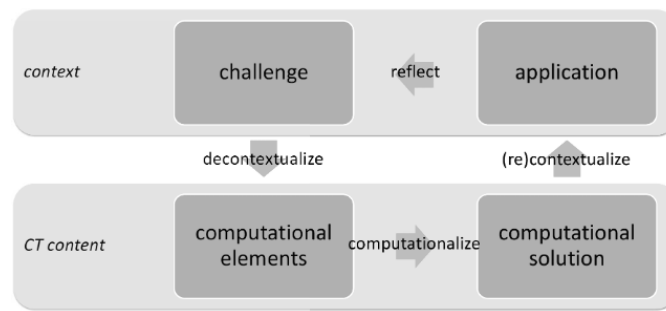 context
challenge
reflect
application
decontextualize
(re)contextualize
CT content
computational
elements
computationalize
computational
solution